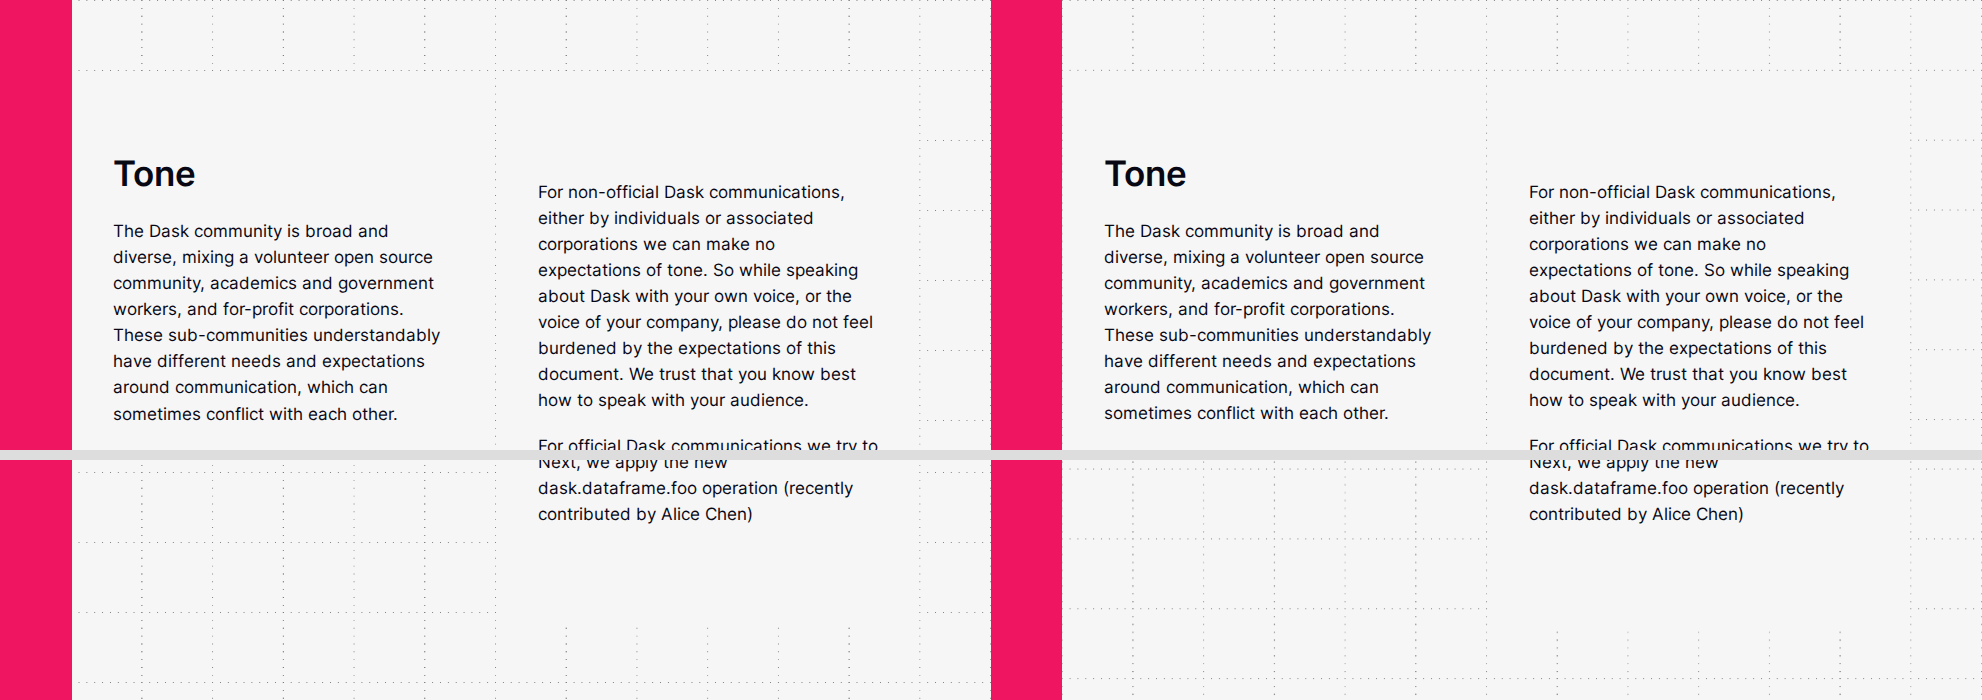 Tone
The Dask community is broad and
diverse, mixing a volunteer open source
community, academics and government
workers, and for-profit corporations.
These sub-communities understandably
have different needs and expectations
around communication, which can
sometimes conflict with each other.
For non-official Dask communications,
either by individuals or associated
corporations we can make no
expectations of tone. So while speaking
about Dask with your own voice, or the
voice of your company, please do not feel
burdened by the expectations of this
document. We trust that you know best
how to speak with your audience.
For official Dask communications we try to
Next, we apply the new
dask.dataframe.foo operation (recently
contributed by Alice Chen)
Tone
The Dask community is broad and
diverse, mixing a volunteer open source
community, academics and government
workers, and for-profit corporations.
These sub-communities understandably
have different needs and expectations
around communication, which can
sometimes conflict with each other.
For non-official Dask communications,
either by individuals or associated
corporations we can make no
expectations of tone. So while speaking
about Dask with your own voice, or the
voice of your company, please do not feel
burdened by the expectations of this
document. We trust that you know best
how to speak with your audience.
For official Dask communications we try to
Next, we apply the new
dask.dataframe.foo operation (recently
contributed by Alice Chen)